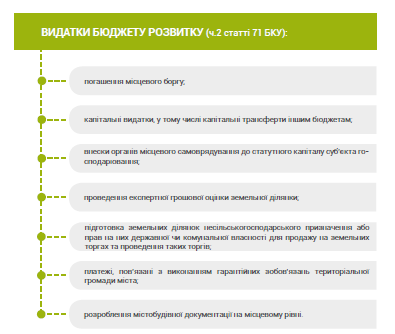 ВИДАТКИ БЮДЖЕТУ РОЗВИТКУ (ч.2 статті 71 БКУ):
погашення місцевого боргу;
капітальні видатки, у тому числі капітальні трансферти іншим бюджетам;
внески органів місцевого самоврядування до статутного капіталу суб'єкта го-
сподарювання;
проведення експертної грошової оцінки земельної ділянки;
підготовка земельних ділянок несільськогосподарського призначення або
прав на них державної чи комунальної власності для продажу на земельних
торгах та проведення таких торгів;
платежі, пов'язані з виконанням гарантійних зобов'язань територіальної
громади міста;
розроблення містобудівної документації на місцевому рівні.